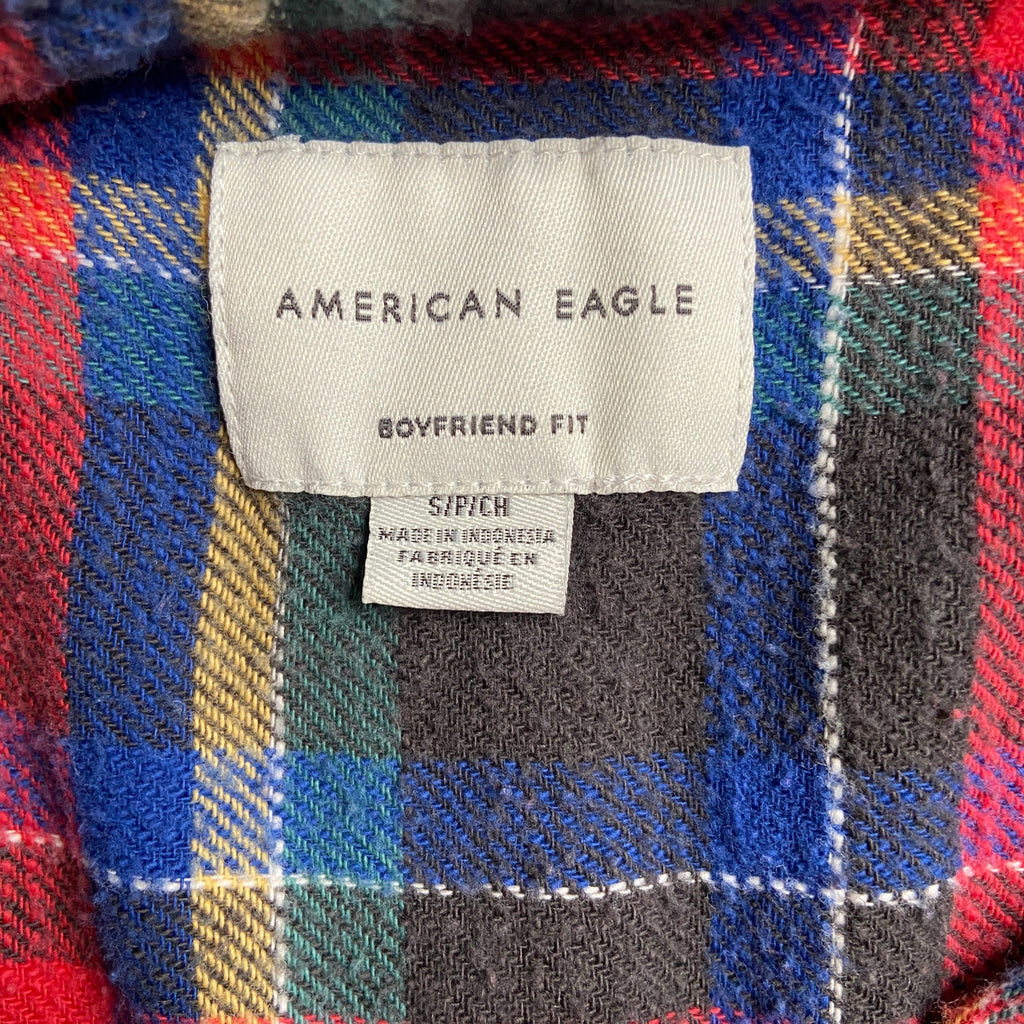 AMERICAN EAGLE
BOYFRIEND FIT
S/P/CH
MADE IN INDONESIA
FABRIQUÉ EN
INDONÉSIE